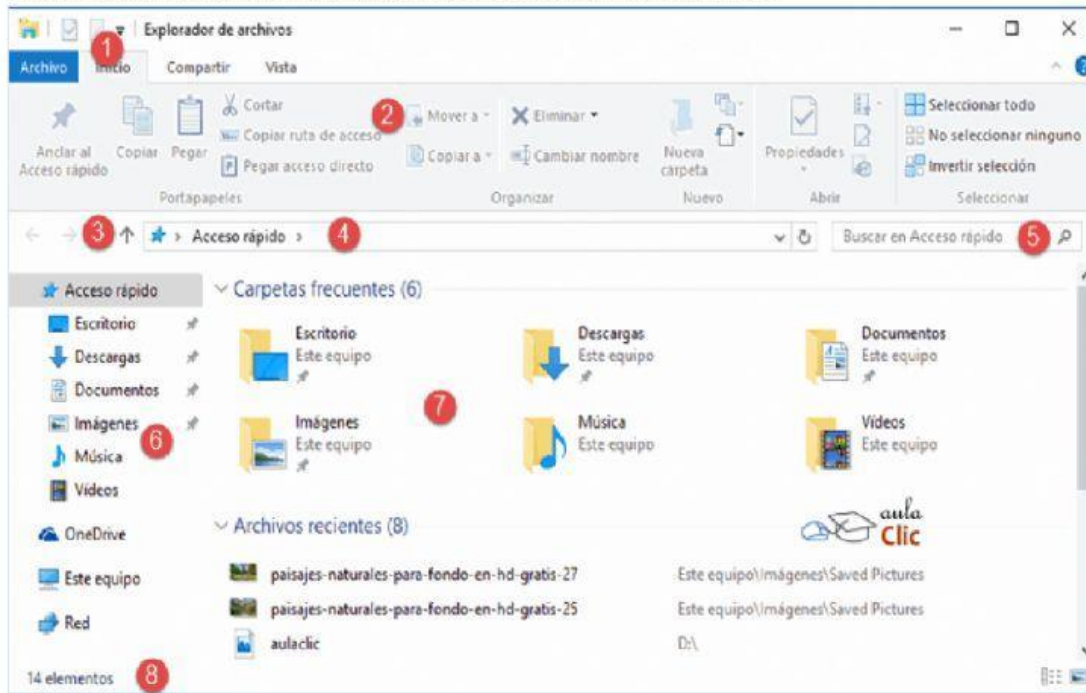 Explorador de archivos
1
Archivo Inicio Compartir Vista
Cortar
2 Mover a Eliminar
Seleccionar todo
Copiar ruta de acceso
No seleccionar ninguno
Anclar al Acceso rápido
Copiar Pegar
Pegar acceso directo
Copiar a Cambiar nombre
Nueva carpeta
Propiedades
Invertir selección
Portapapeles Organizar Nuevo Abrir Seleccionar
3 Acceso rápido 4 Buscar en Acceso rápido 5
Acceso rápido
Escritorio
Descargas
Documentos
Imágenes
6
Música
Vídeos
OneDrive
Este equipo
Red
Carpetas frecuentes (6)
Escritorio
Este equipo
Descargas
Este equipo
Documentos
Este equipo
7
Imágenes
Este equipo
Música
Este equipo
Vídeos
Este equipo
aula
Clic
Archivos recientes (8)
paisajes-naturales-para-fondo-en-hd-gratis-27 Este equipo\Imágenes\Saved Pictures
paisajes-naturales-para-fondo-en-hd-gratis-25 Este equipo\Imágenes\Saved Pictures
aulaclic D:\
14 elementos 8